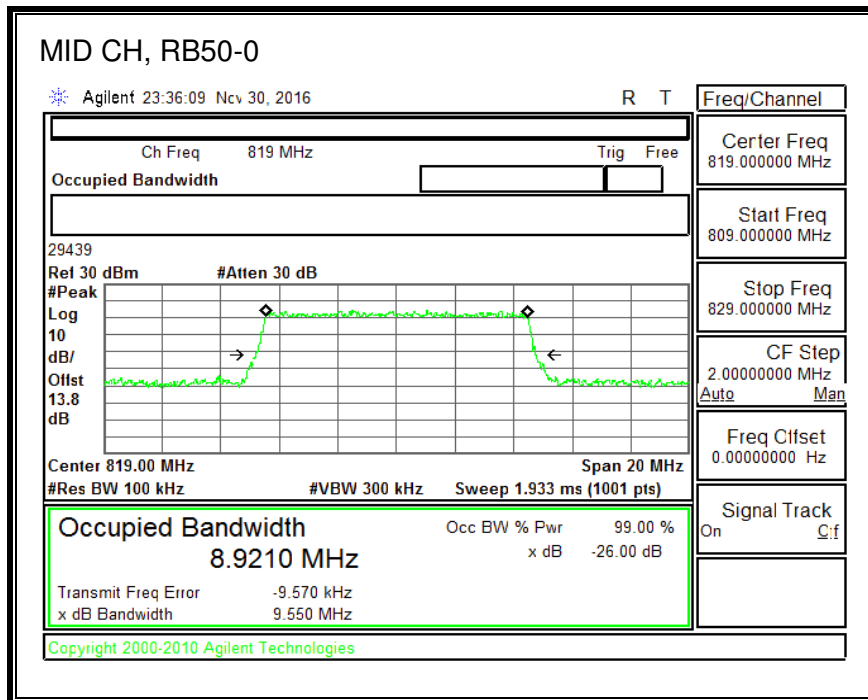 MID CH, RB50-0
Agilent 23:36:09 Nov 30, 2016 R T
Freq/Channel
Ch Freq 819 MHz Trig Free
Occupied Bandwidth
Center Freq
819.000000 MHz
Start Freq
809.000000 MHz
29439
Ref 30 dBm #Atten 30 dB
#Peak
Log
10
dB/
Offst
13.8
dB
Stop Freq
829.000000 MHz
CF Step
2.00000000 MHz
Auto Man
Freq Offset
0.00000000 Hz
Center 819.00 MHz Span 20 MHz
#Res BW 100 kHz #VBW 300 kHz Sweep 1.933 ms (1001 pts)
Signal Track
On Off
Occupied Bandwidth Occ BW % Pwr 99.00 %
8.9210 MHz x dB -26.00 dB
Transmit Freq Error -9.570 kHz
x dB Bandwidth 9.550 MHz
Copyright 2000-2010 Agilent Technologies